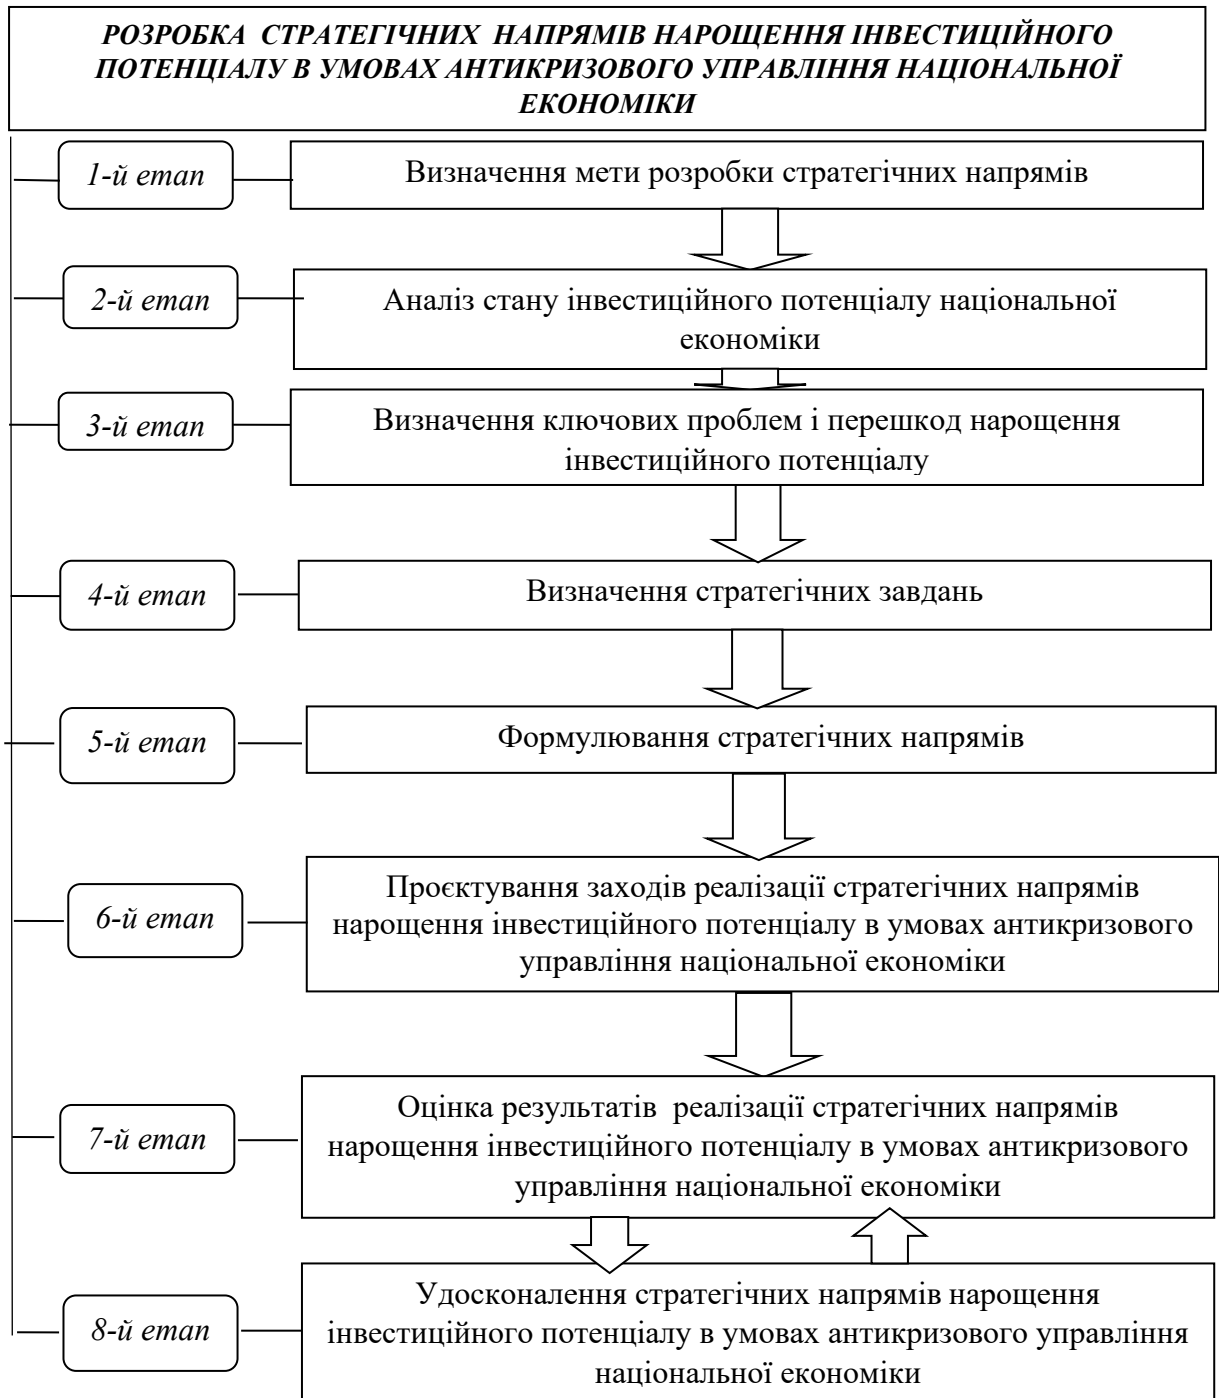 РОЗРОБКА СТРАТЕГІЧНИХ НАПРЯМІВ НАРОЩЕННЯ ІНВЕСТИЦІЙНОГО
ПОТЕНЦІАЛУ В УМОВАХ АНТИКРИЗОВОГО УПРАВЛІННЯ НАЦІОНАЛЬНОЇ
ЕКОНОМІКИ
1-й етап
Визначення мети розробки стратегічних напрямів
2-й етап
Аналіз стану інвестиційного потенціалу національної
економіки
3-й етап
Визначення ключових проблем і перешкод нарощення
інвестиційного потенціалу
4-й етап
Визначення стратегічних завдань
5-й етап
Формулювання стратегічних напрямів
6-й етап
Проєктування заходів реалізації стратегічних напрямів
нарощення інвестиційного потенціалу в умовах антикризового
управління національної економіки
7-й етап
Оцінка результатів реалізації стратегічних напрямів
нарощення інвестиційного потенціалу в умовах антикризового
управління національної економіки
8-й етап
Удосконалення стратегічних напрямів нарощення
інвестиційного потенціалу в умовах антикризового управління
національної економіки